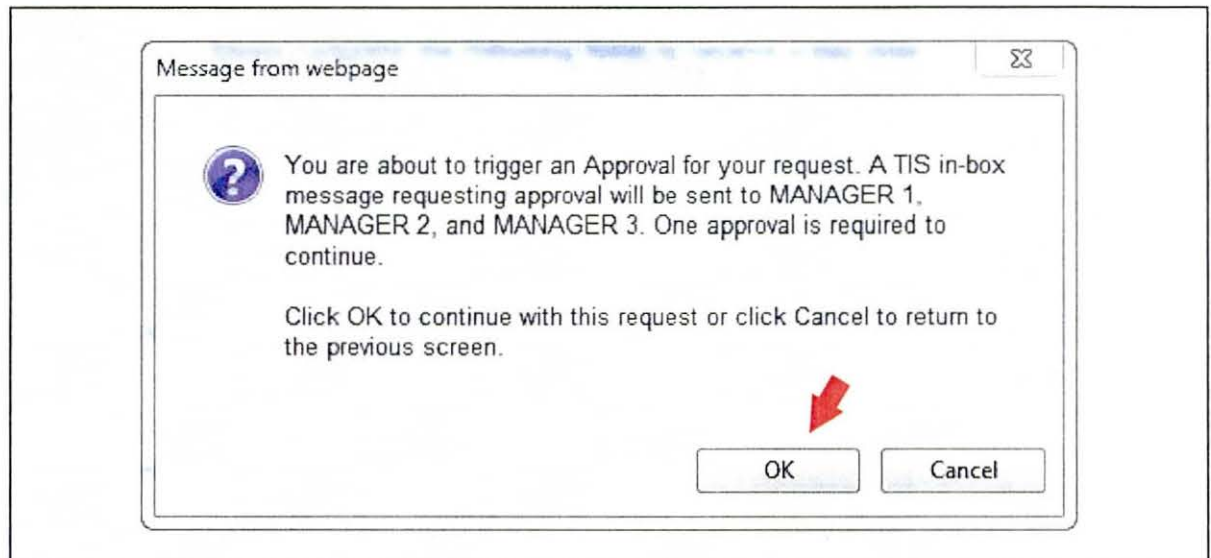 Message from webpage
You are about to trigger an Approval for your request. A TIS in-box
message requesting approval will be sent to MANAGER 1,
MANAGER 2, and MANAGER 3. One approval is required to
continue.
Click OK to continue with this request or click Cancel to return to
the previous screen.
OK
Cancel